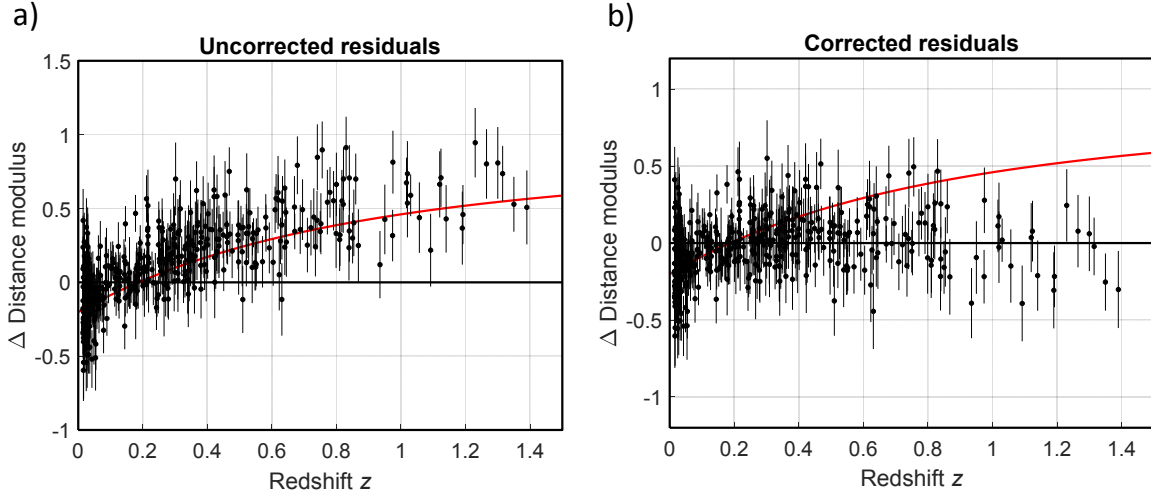 a)
Uncorrected residuals
1.5
1
0.5
0
-0.5
-1
Δ Distance modulus
0 0.2 0.4 0.6 0.8 1 1.2 1.4
Redshift z
b)
Corrected residuals
1
0.5
0
-0.5
-1
Δ Distance modulus
0 0.2 0.4 0.6 0.8 1 1.2 1.4
Redshift z